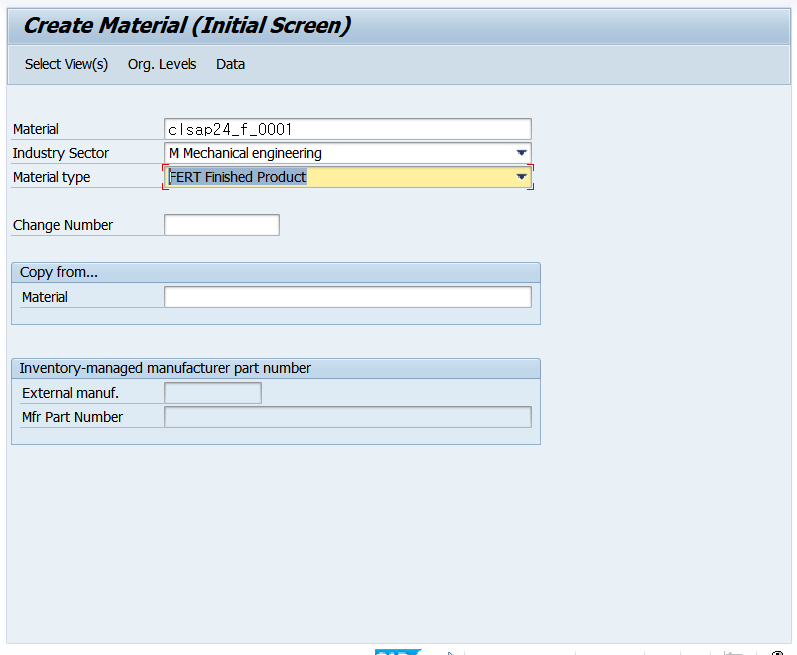 Create Material (Initial Screen)
Select View(s) Org. Levels Data
Material clsap24_f_0001
Industry Sector M Mechanical engineering
Material type FERT Finished Product
Change Number
Copy from...
Material
Inventory-managed manufacturer part number
External manuf.
Mfr Part Number